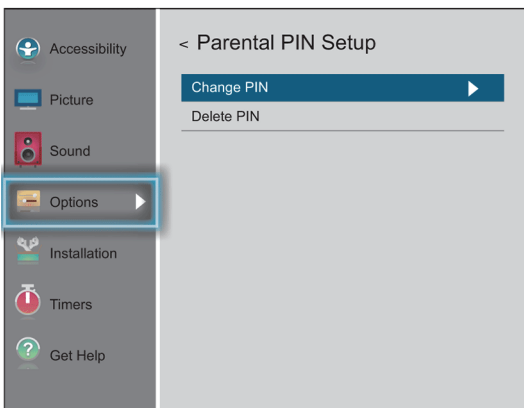 Accessibility
Picture
Sound
Options
Installation
Timers
Get Help
< Parental PIN Setup
Change PIN
Delete PIN